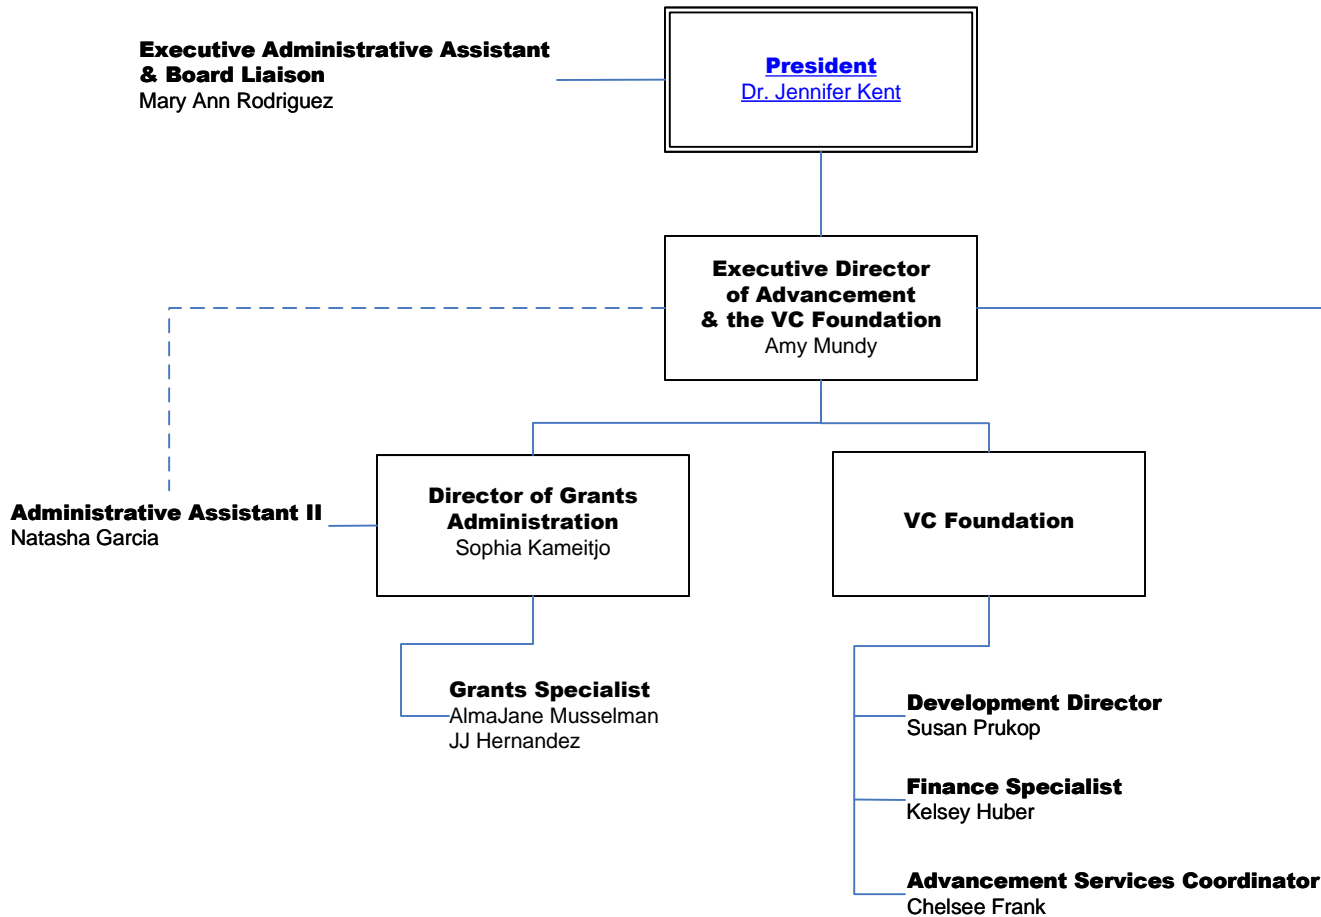 Executive Administrative Assistant
& Board Liaison
Mary Ann Rodriguez
President
Dr. Jennifer Kent
Executive Director
of Advancement
& the VC Foundation
Amy Mundy
Administrative Assistant II
Natasha Garcia
Director of Grants
Administration
Sophia Kameitjo
VC Foundation
Grants Specialist
AlmaJane Musselman
JJ Hernandez
Development Director
Susan Prukop
Finance Specialist
Kelsey Huber
Advancement Services Coordinator
Chelsee Frank